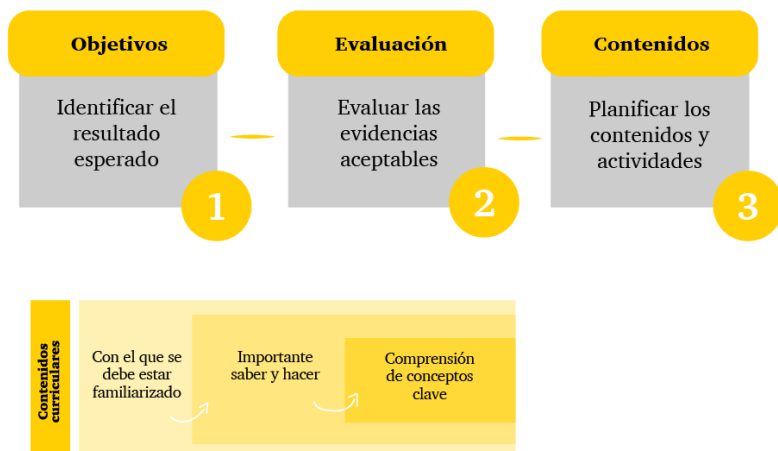 Objetivos
Identificar el
resultado
esperado
1
Evaluación
Evaluar las
evidencias
aceptables
2
Contenidos
Planificar los
contenidos y
actividades
3
Contenidos
curriculares
Con el que se
debe estar
familiarizado
Importante
saber y hacer
Comprensión
de conceptos
clave